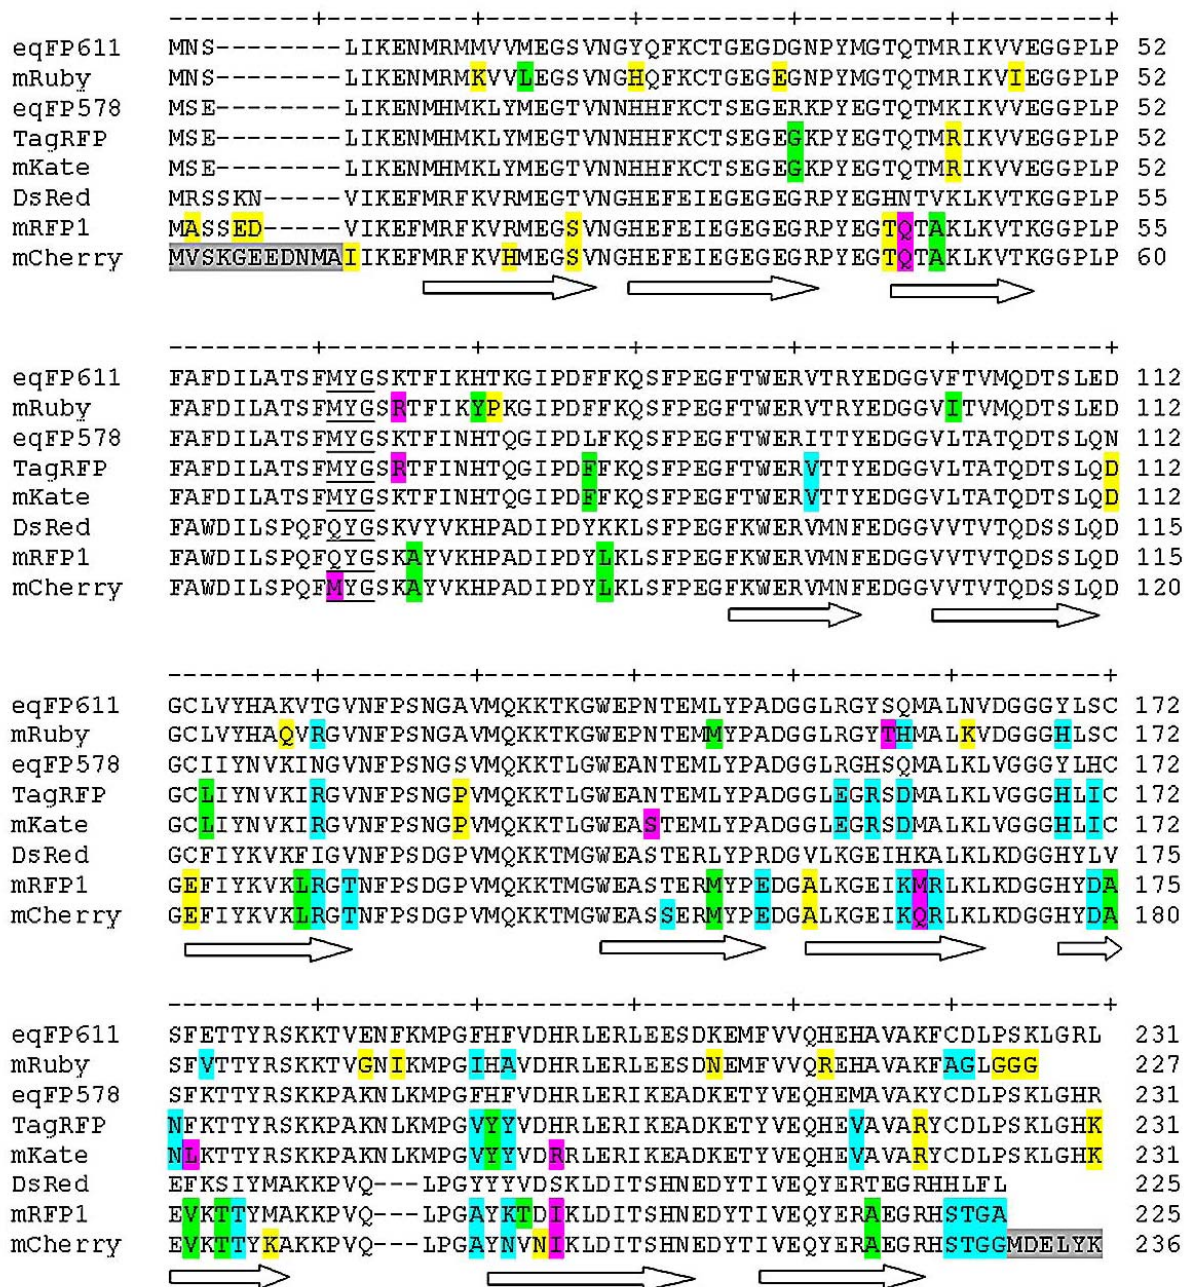 ---------+---------+---------+---------+---------+---------+
eqFP611 MNS--------LIKENMRMMVVMEGSVNGYQFKCTGEGDGNPYMGTQTMRIKVVEGGPLP 52
mRuby MNS--------LIKENMRMKVVLEGSVNGHQFKCTGEGEGNPYMGTQTMRIKVIEGGPLP 52
eqFP578 MSE--------LIKENMHMKLYMEGTVNNHHFKCTSEGERKPYEGTQTMKIKVVEGGPLP 52
TagRFP MSE--------LIKENMHMKLYMEGTVNNHHFKCTSEGEGKPYEGTQTMRIKVVEGGPLP 52
mKate MSE--------LIKENMHMKLYMEGTVNNHHFKCTSEGEGKPYEGTQTMRIKVVEGGPLP 52
DsRed MRSSKN-----VIKEFMRFKVRMEGTVNGHEFEIEGEGEGRPYEGHNTVKLKVTKGGPLP 55
mRFP1 MASSED-----VIKEFMRFKVRMEGSVNGHEFEIEGEGEGRPYEGTQTAKLKVTKGGPLP 55
mCherry MVSKGEEDNMAIIKEFMRFKVHMEGSVNGHEFEIEGEGEGRPYEGTQTAKLKVTKGGPLP 60
---------+---------+---------+---------+---------+---------+
eqFP611 FAFDILATSFMYGSKTFIKHTKGIPDFFKQSFPEGFTWERVTRYEDGGVFTVMQDTSLED 112
mRuby FAFDILATSFMYGSRTFIKYPKGIPDFFKQSFPEGFTWERVTRYEDGGVITVMQDTSLED 112
eqFP578 FAFDILATSFMYGSKTFINHTQGIPDLFKQSFPEGFTWERITTYEDGGVLTATQDTSLQN 112
TagRFP FAFDILATSFMYGSRTFINHTQGIPDFFKQSFPEGFTWERVTTYEDGGVLTATQDTSLQD 112
mKate FAFDILATSFMYGSKTFINHTQGIPDFFKQSFPEGFTWERVTTYEDGGVLTATQDTSLQD 112
DsRed FAWDILSPQFQYGSKVYVKHPADIPDYKKLSFPEGFKWERVMNFEDGGVVTVTQDSSLQD 115
mRFP1 FAWDILSPQFQYGSKAYVKHPADIPDYLKLSFPEGFKWERVMNFEDGGVVTVTQDSSLQD 115
mCherry FAWDILSPQFMYGSKAYVKHPADIPDYLKLSFPEGFKWERVMNFEDGGVVTVTQDSSLQD 120
---------+---------+---------+---------+---------+---------+
eqFP611 GCLVYHAKVTGVNFPSNGAVMQKKTKGWEPNTEMLYPADGGLRGYSQMALNVDGGGYLSC 172
mRuby GCLVYHAQVRGVNFPSNGAVMQKKTKGWEPNTEMMYPADGGLRGYTHMALKVDGGGHLSC 172
eqFP578 GCIIYNVKINGVNFPSNGSVMQKKTLGWEANTEMLYPADGGLRGHSQMALKLVGGGYLHC 172
TagRFP GCLIYNVKIRGVNFPSNGPVMQKKTLGWEANTEMLYPADGGLEGRSDMALKLVGGGHLIC 172
mKate GCLIYNVKIRGVNFPSNGPVMQKKTLGWEASTEMLYPADGGLEGRSDMALKLVGGGHLIC 172
DsRed GCFIYKVKFIGVNFPSDGPVMQKKTMGWEASTERLYPRDGVLKGEIHKALKLKDGGHYLV 175
mRFP1 GEFIYKVKLRGTNFPSDGPVMQKKTMGWEASTERMYPEDGALKGEIKMRLKLKDGGHYDA 175
mCherry GEFIYKVKLRGTNFPSDGPVMQKKTMGWEASSERMYPEDGALKGEIKQRLKLKDGGHYDA 180
---------+---------+---------+---------+---------+---------+
eqFP611 SFETTYRSKKTVENFKMPGFHFVDHRLERLEESDKEMFVVQHEHAVAKFCDLPSKLGRL 231
mRuby SFVTTYRSKKTVGNIKMPGIHAVDHRLERLEESDNEMFVVQREHAVAKFAGLGGG 227
eqFP578 SFKTTYRSKKPAKNLKMPGFHFVDHRLERIKEADKETYVEQHEMAVAKYCDLPSKLGHR 231
TagRFP NFKTTYRSKKPAKNLKMPGVYYVDHRLERIKEADKETYVEQHEVAVARYCDLPSKLGHK 231
mKate NLKTTYRSKKPAKNLKMPGVYYVDRRLERIKEADKETYVEQHEVAVARYCDLPSKLGHK 231
DsRed EFKSIYMAKKPVQ---LPGYYYVDSKLDITSHNEDYTIVEQYERTEGRHHLFL 225
mRFP1 EVKTTYMAKKPVQ---LPGAYKTDIKLDITSHNEDYTIVEQYERAEGRHSTGA 225
mCherry EVKTTYKAKKPVQ---LPGAYNVNIKLDITSHNEDYTIVEQYERAEGRHSTGGMDELYK 236